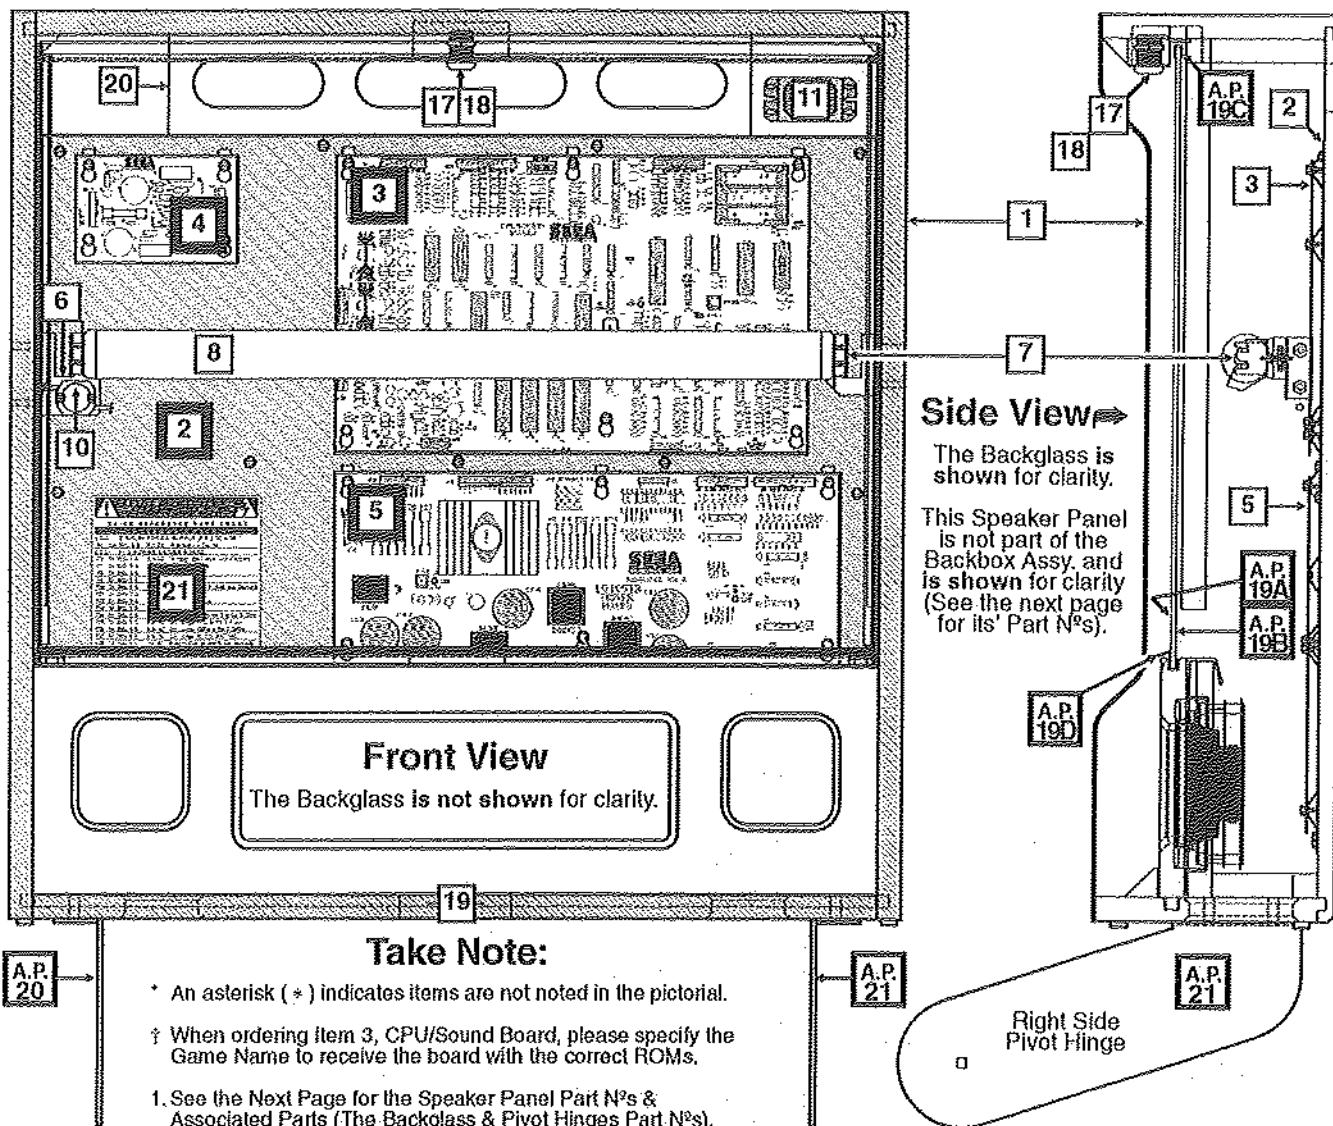 20
17 18
11
A.P. 19C
2
17
18
3
3
4
SEGA
1
6
8
7
2
10
Side View
The Backglass is
shown for clarity.
This Speaker Panel
is not part of the
Backbox Assy. and
is shown for clarity
(See the next page
for its' Part Nºs).
5
5
SEGA
21
A.P. 19A
A.P. 19B
A.P. 19D
Front View
The Backglass is not shown for clarity.
19
A.P. 20
A.P. 21
A.P. 21
Take Note:
* An asterisk ( * ) indicates items are not noted in the pictorial.
† When ordering Item 3, CPU/Sound Board, please specify the
Game Name to receive the board with the correct ROMs.
1. See the Next Page for the Speaker Panel Part Nºs &
Associated Parts (The Backglass & Pivot Hinges Part Nºs).
Right Side
Pivot Hinge